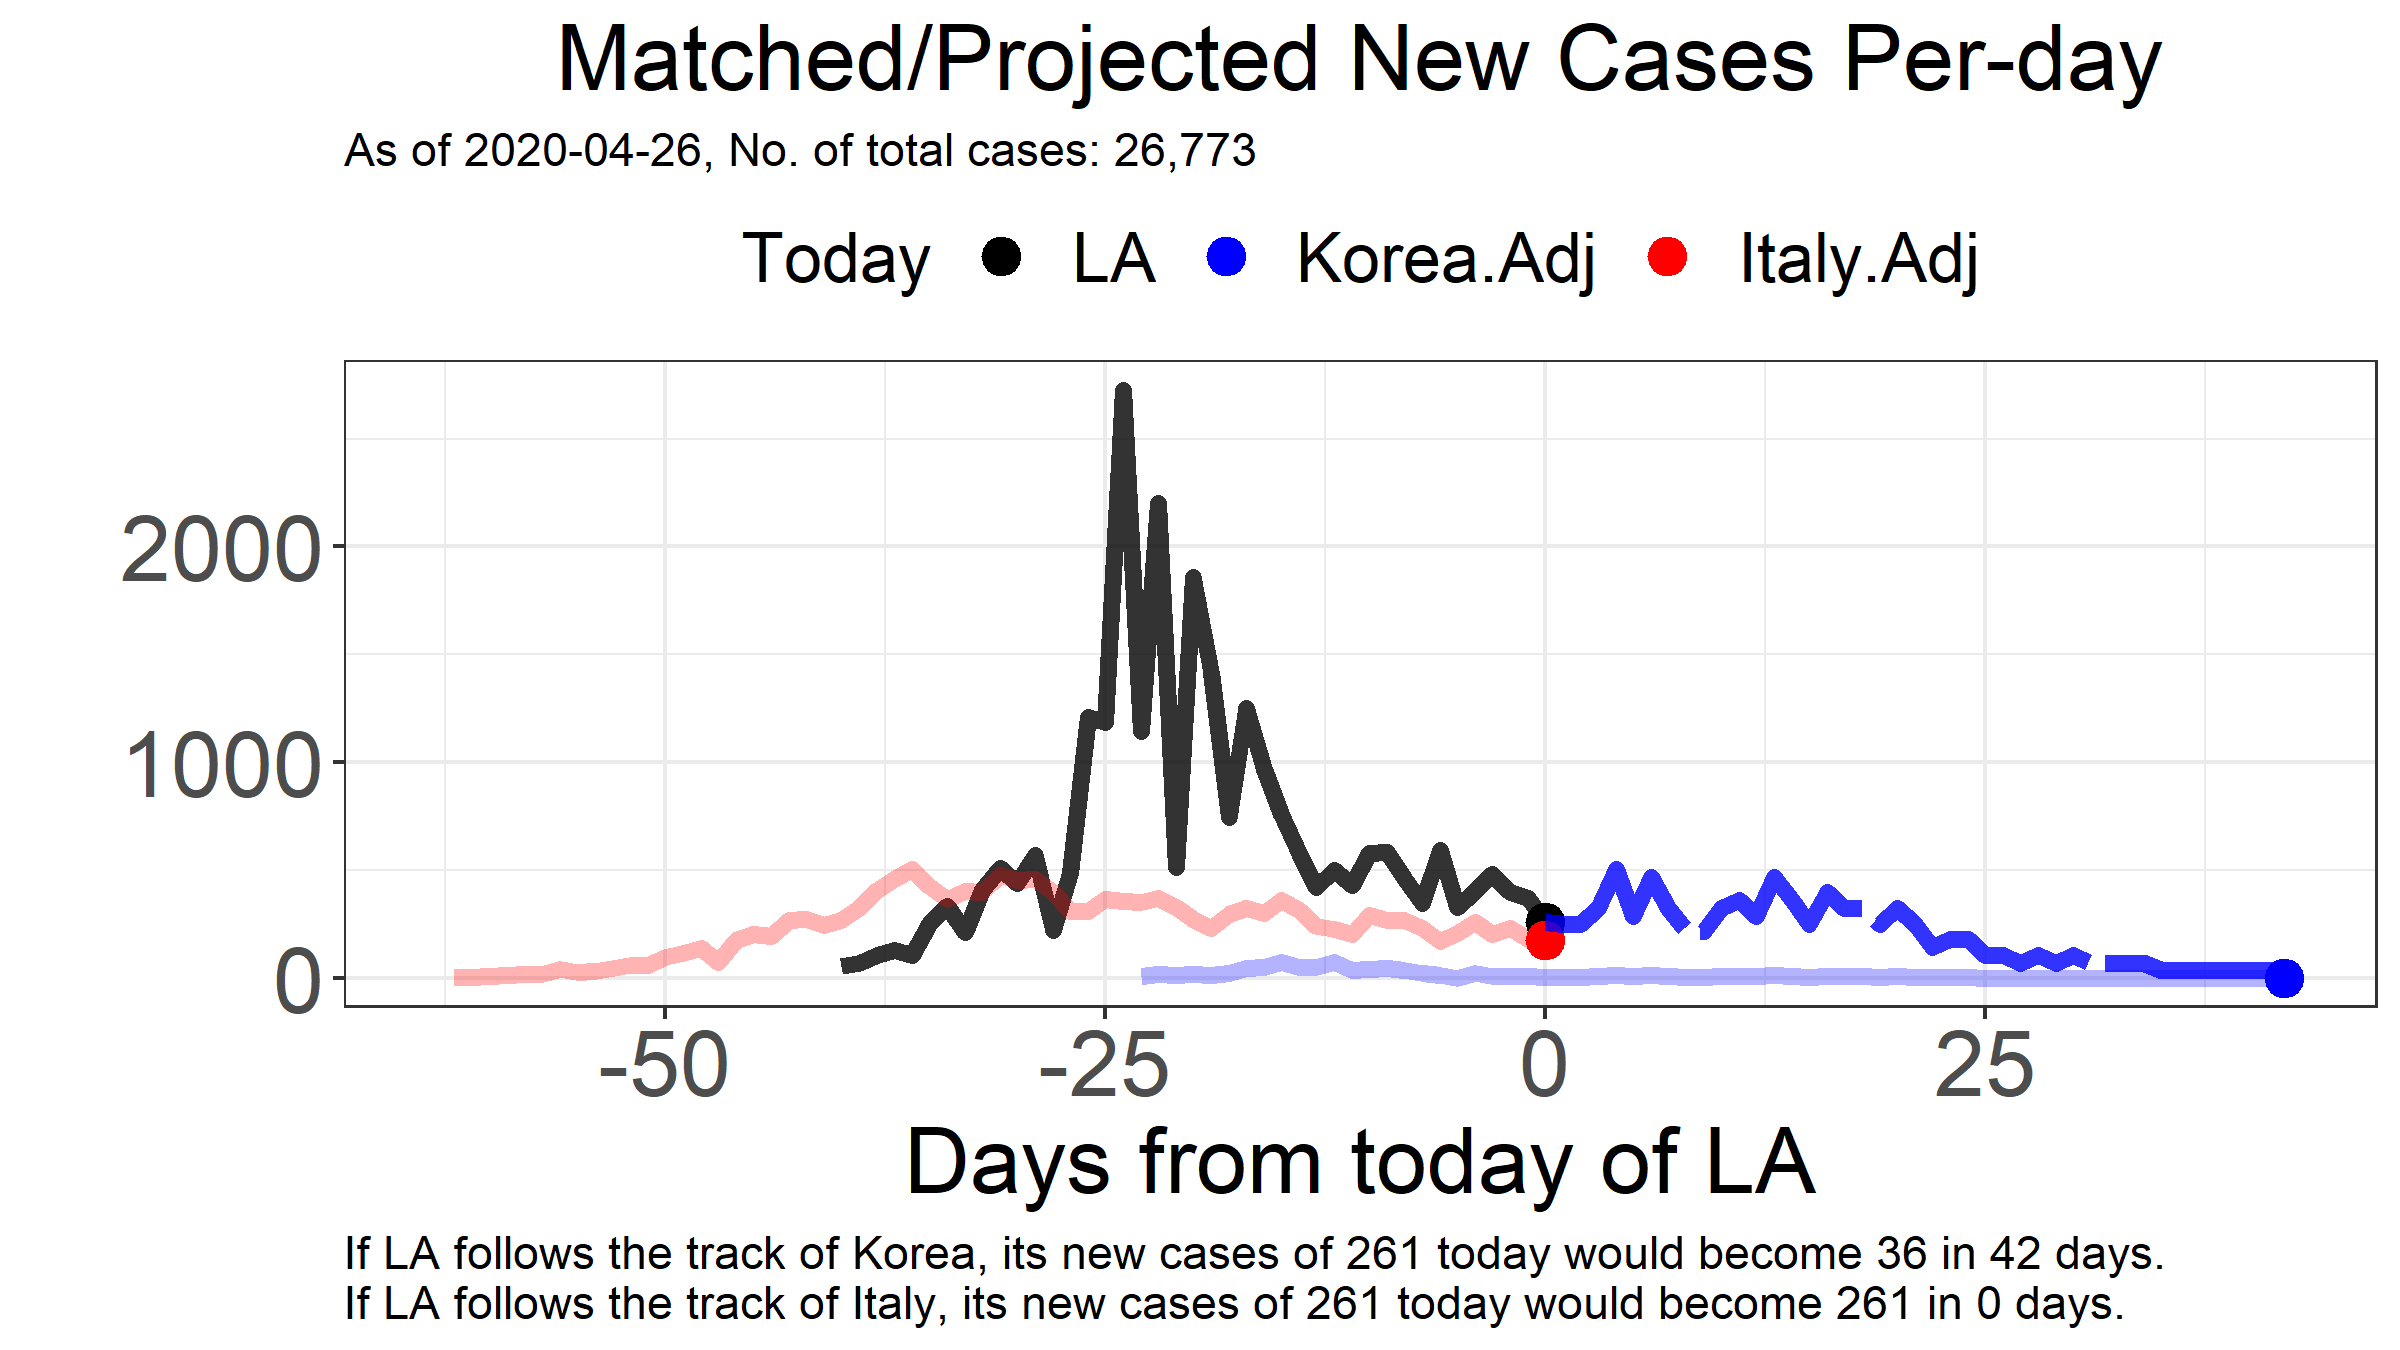 Matched/Projected New Cases Per-day
As of 2020-04-26, No. of total cases: 26,773
Today LA Korea.Adj Italy.Adj
2000
1000
0
-50 -25 0 25
Days from today of LA
If LA follows the track of Korea, its new cases of 261 today would become 36 in 42 days.
If LA follows the track of Italy, its new cases of 261 today would become 261 in 0 days.